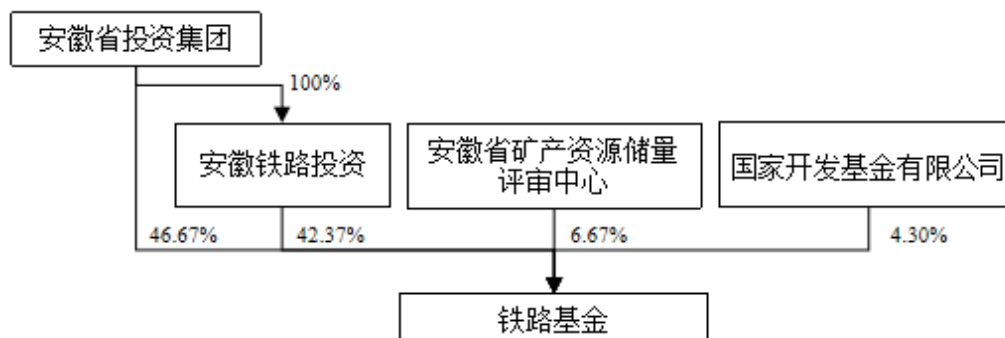 安徽省投资集团
100%
安徽铁路投资
安徽省矿产资源储量
评审中心
国家开发基金有限公司
46.67%
42.37%
6.67%
4.30%
铁路基金